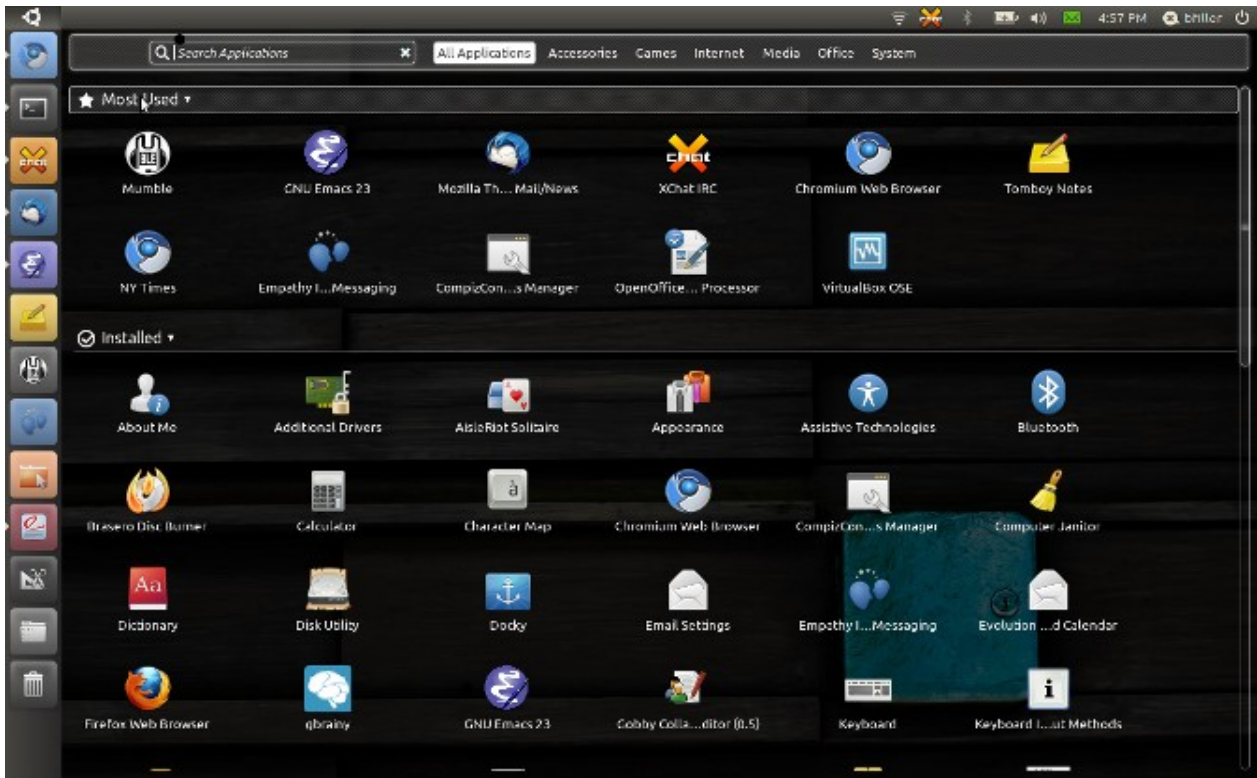 4:57 PM bhiller
Search Applications All Applications Accessories Games Internet Media Office System
Most Used
Mumble GNU Emacs 23 Mozilla Th... Mail/News XChat IRC Chromium Web Browser Tomboy Notes
NY Times Empathy I...Messaging CompizCon...s Manager OpenOffice... Processor VirtualBox OSE
Installed
About Me Additional Drivers AisleRiot Solitaire Appearance Assistive Technologies Bluetooth
Brasero Disc Burner Calculator Character Map Chromium Web Browser CompizCon...s Manager Computer Janitor
Dictionary Disk Utility Docky Email Settings Empathy I...Messaging Evolution ...d Calendar
Firefox Web Browser gbrainy GNU Emacs 23 Gobby Colla...ditor (0.5) Keyboard Keyboard I...ut Methods